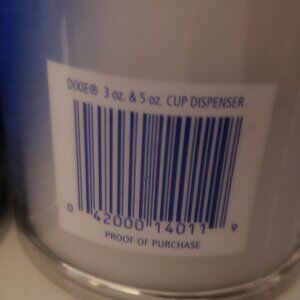 DIXIE® 3 oz. & 5 oz. CUP DISPENSER
0 42000 14011 9
PROOF OF PURCHASE